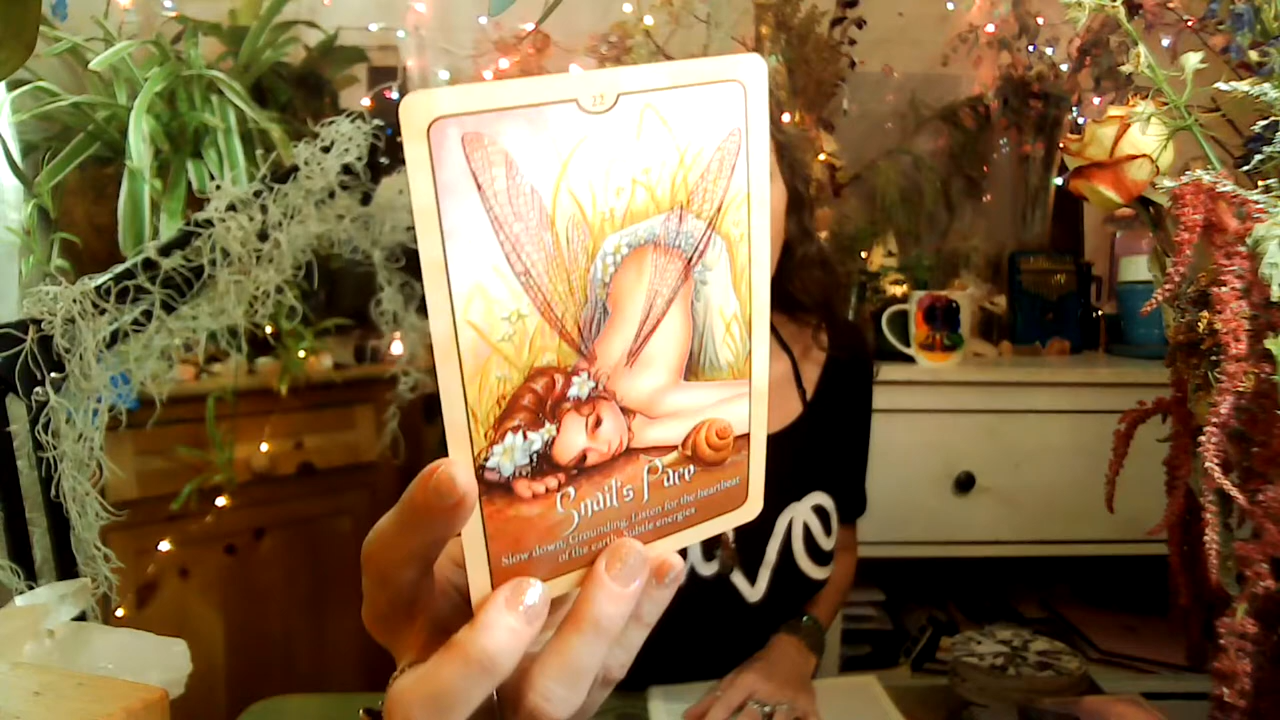 22
Snail's Pace
Slow down, Grounding, Listen for the heartbeat
of the earth, Subtle energies